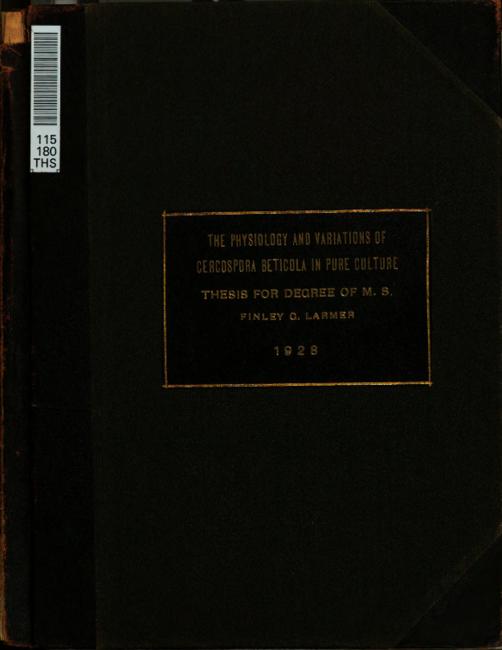 115
180
THS
THE PHYSIOLOGY AND VARIATIONS OF
CERCOSPORA BETICOLA IN PURE CULTURE
THESIS FOR DEGREE OF M. S.
FINLEY G. LARMER
1928